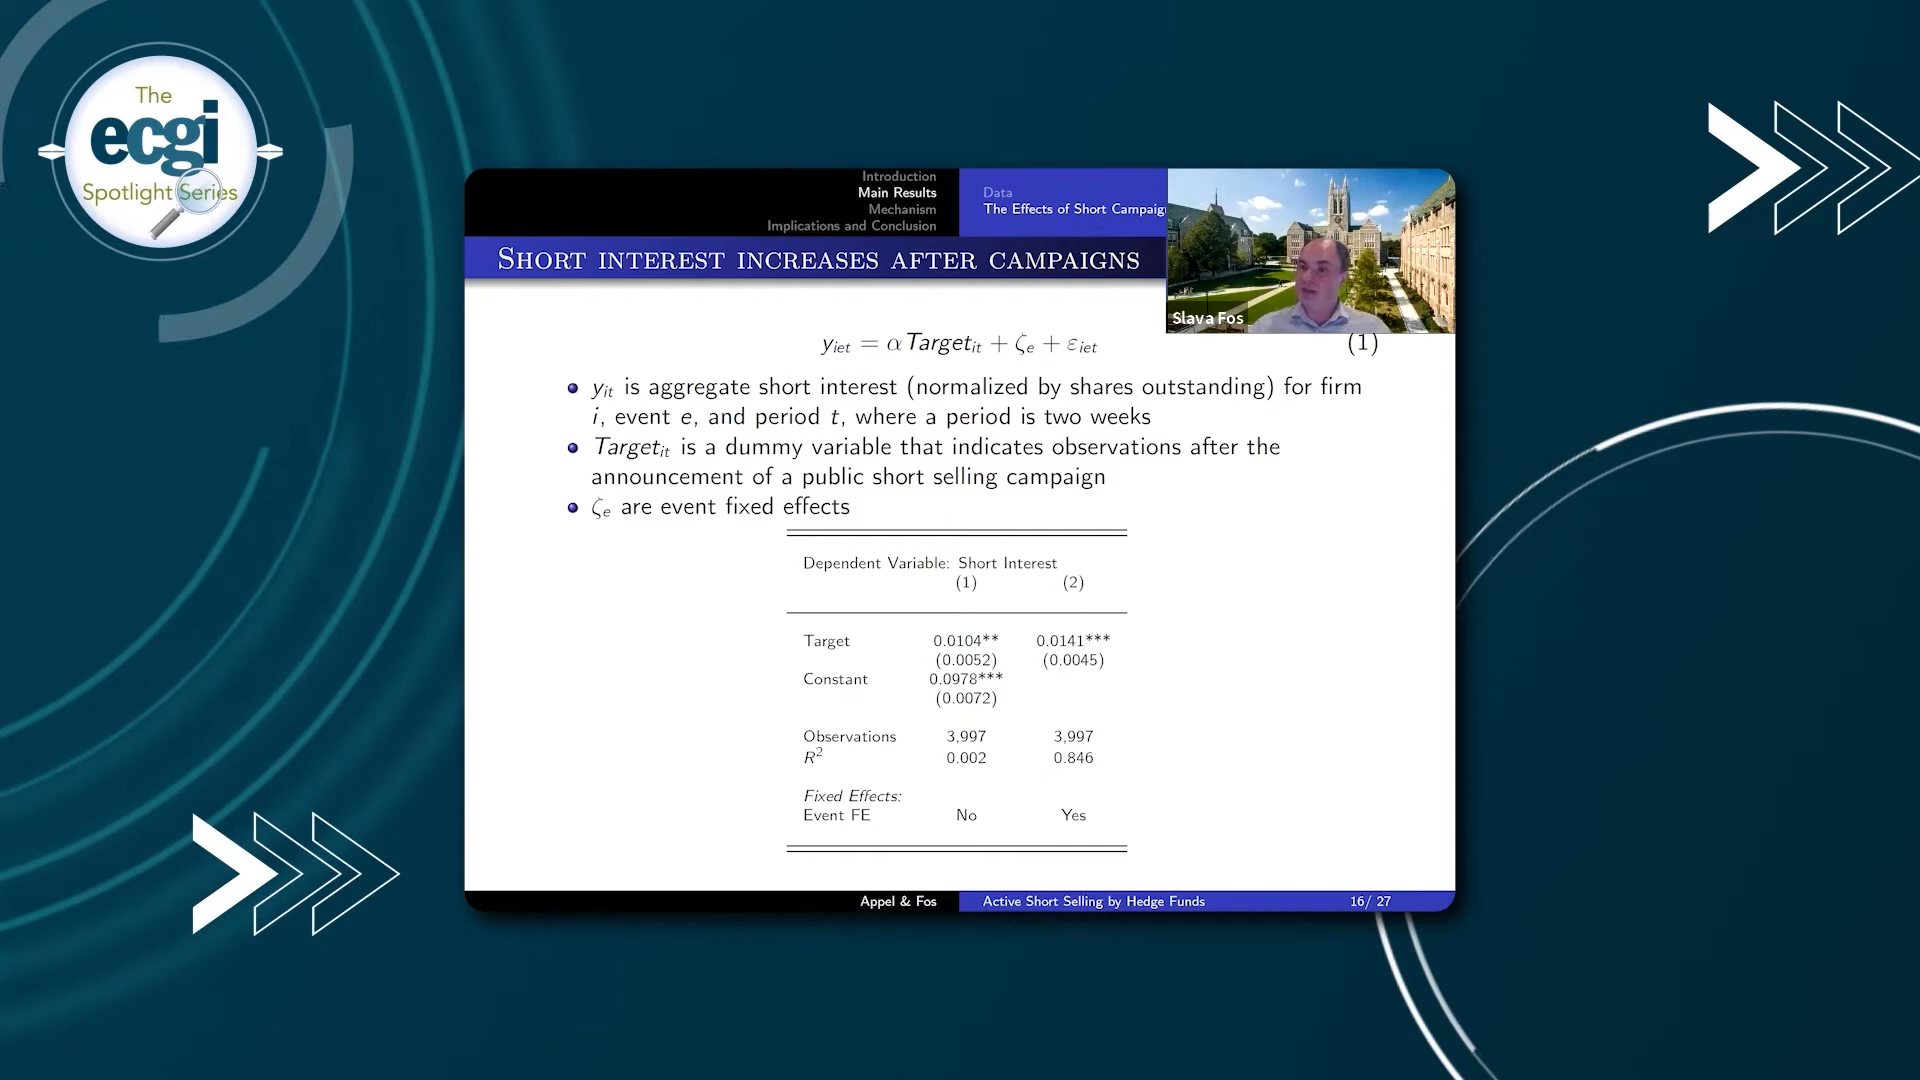 The
ecgi
Spotlight Series
Introduction
Main Results
Mechanism
Implications and Conclusion
Data
The Effects of Short Campaig
SHORT INTEREST INCREASES AFTER CAMPAIGNS
Slava Fos
y_iet = α Target_it + ζ_e + ε_iet (1)
y_it is aggregate short interest (normalized by shares outstanding) for firm
i, event e, and period t, where a period is two weeks
Target_it is a dummy variable that indicates observations after the
announcement of a public short selling campaign
ζ_e are event fixed effects
Dependent Variable: Short Interest
(1) (2)
Target 0.0104** 0.0141***
(0.0052) (0.0045)
Constant 0.0978***
(0.0072)
Observations 3,997 3,997
R² 0.002 0.846
Fixed Effects:
Event FE No Yes
Appel & Fos Active Short Selling by Hedge Funds 16/ 27